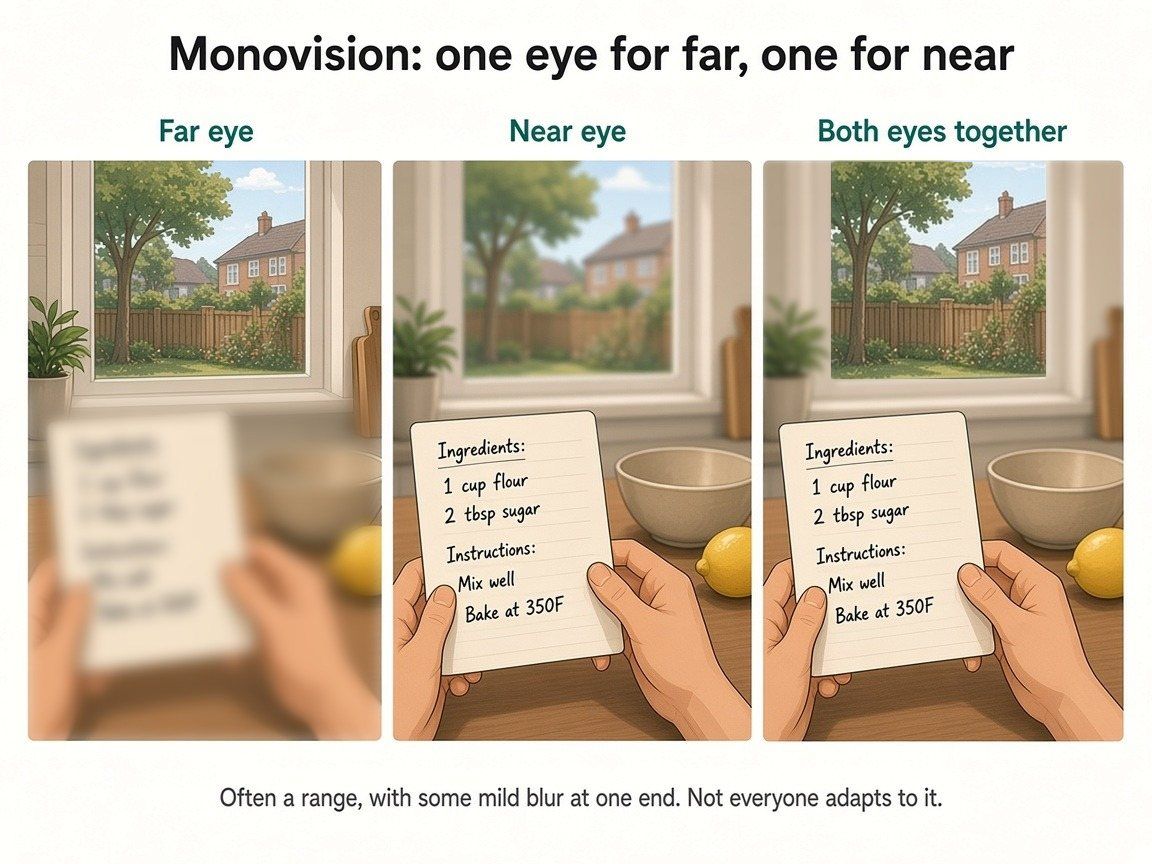 Monovision: one eye for far, one for near
Far eye
Near eye
Both eyes together
Ingredients:
1 cup flour
2 tbsp sugar
Instructions:
Mix well
Bake at 350F
Ingredients:
1 cup flour
2 tbsp sugar
Instructions:
Mix well
Bake at 350F
Often a range, with some mild blur at one end. Not everyone adapts to it.